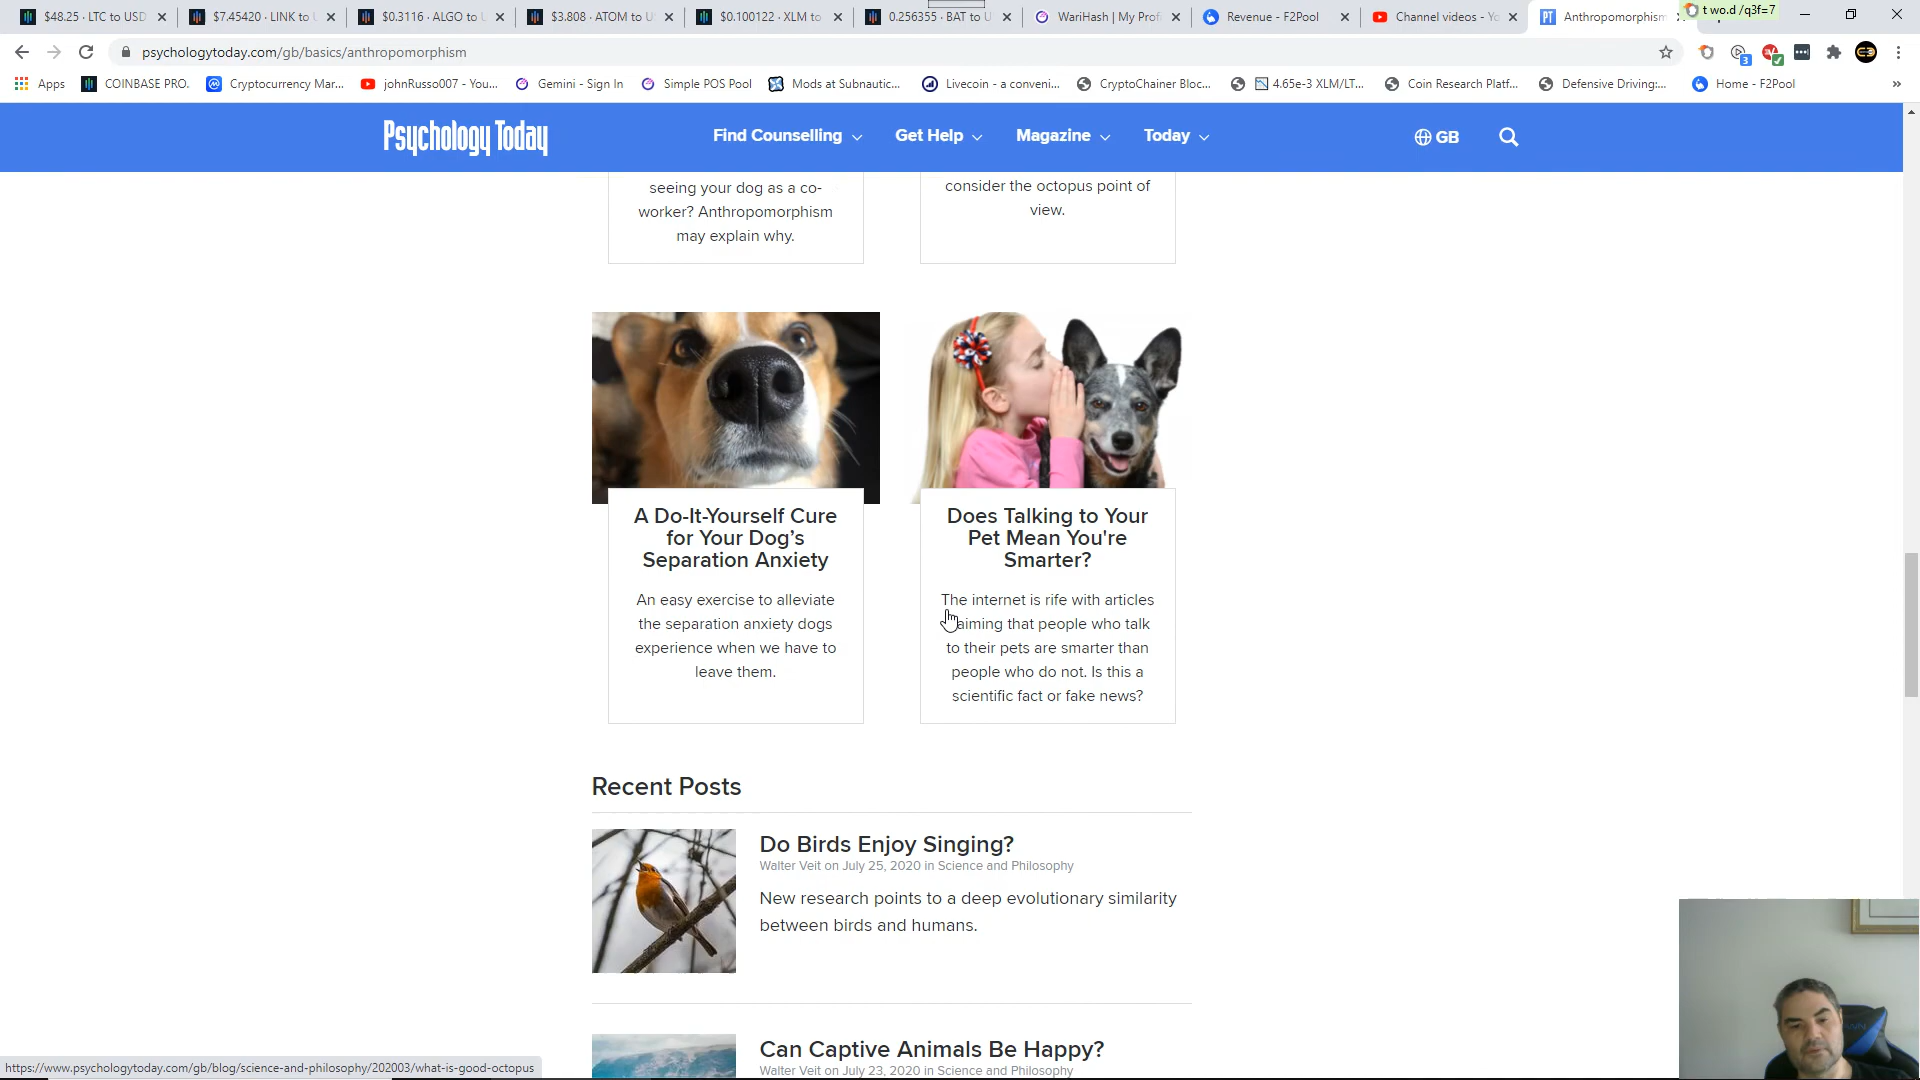 $48.25 · LTC to USD
$7.45420 · LINK to
$0.3116 · ALGO to
$3.808 · ATOM to U
$0.100122 · XLM to
0.256355 · BAT to U
WariHash | My Prof
Revenue - F2Pool
Channel videos - Yo
Anthropomorphism
t wo.d /q3f=7
psychologytoday.com/gb/basics/anthropomorphism
3
Apps
COINBASE PRO.
Cryptocurrency Mar...
johnRusso007 - You...
Gemini - Sign In
Simple POS Pool
Mods at Subnautic...
Livecoin - a conveni...
CryptoChainer Bloc...
4.65e-3 XLM/LT...
Coin Research Platf...
Defensive Driving:...
Home - F2Pool
»
Psychology Today
Find Counselling
Get Help
Magazine
Today
GB
seeing your dog as a co-
worker? Anthropomorphism
may explain why.
consider the octopus point of
view.
A Do-It-Yourself Cure
for Your Dog’s
Separation Anxiety
An easy exercise to alleviate
the separation anxiety dogs
experience when we have to
leave them.
Does Talking to Your
Pet Mean You're
Smarter?
The internet is rife with articles
aiming that people who talk
to their pets are smarter than
people who do not. Is this a
scientific fact or fake news?
Recent Posts
Do Birds Enjoy Singing?
Walter Veit on July 25, 2020 in Science and Philosophy
New research points to a deep evolutionary similarity
between birds and humans.
Can Captive Animals Be Happy?
Walter Veit on July 23, 2020 in Science and Philosophy
https://www.psychologytoday.com/gb/blog/science-and-philosophy/202003/what-is-good-octopus